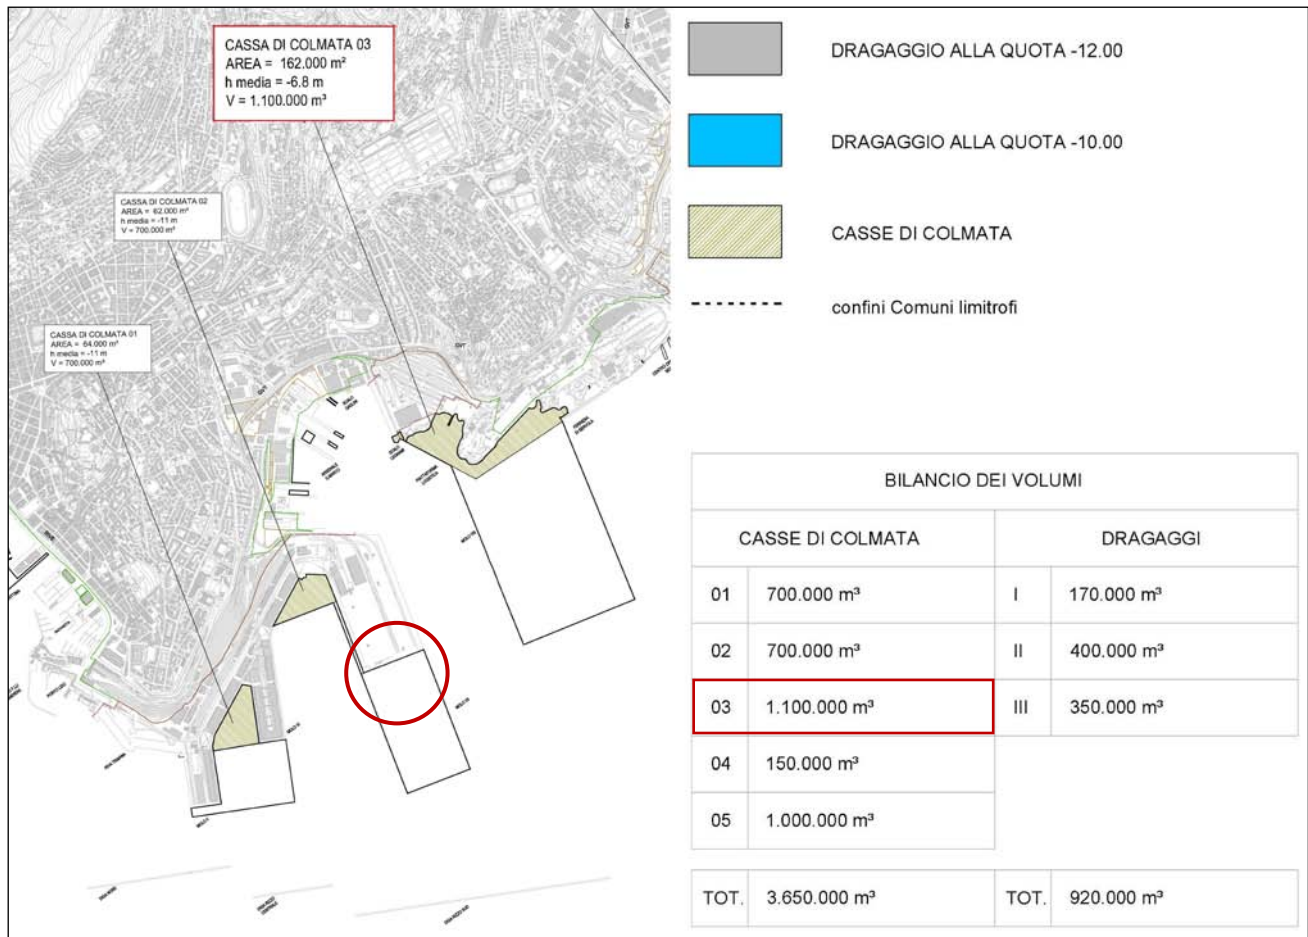 CASSA DI COLMATA 03
AREA = 162.000 m²
h media = -6.8 m
V = 1.100.000 m³
CASSA DI COLMATA 02
AREA = 62.000 m²
h media = -11 m
V = 700.000 m³
CASSA DI COLMATA 01
AREA = 64.000 m²
h media = -11 m
V = 700.000 m³
DRAGAGGIO ALLA QUOTA -12.00
DRAGAGGIO ALLA QUOTA -10.00
CASSE DI COLMATA
confini Comuni limitrofi
BILANCIO DEI VOLUMI
CASSE DI COLMATA DRAGAGGI
01 700.000 m³ I 170.000 m³
02 700.000 m³ II 400.000 m³
03 1.100.000 m³ III 350.000 m³
04 150.000 m³
05 1.000.000 m³
TOT. 3.650.000 m³ TOT. 920.000 m³